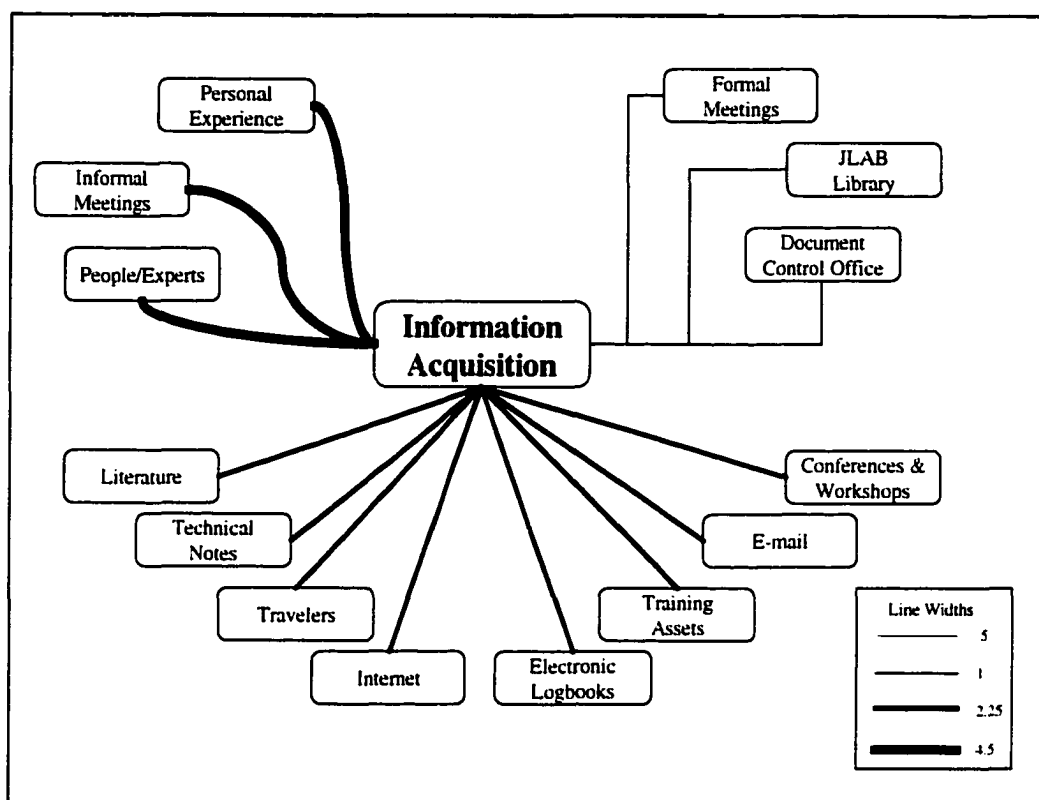 Personal
Experience
Formal
Meetings
Informal
Meetings
JLAB
Library
People/Experts
Document
Control Office
Information
Acquisition
Literature
Conferences &
Workshops
Technical
Notes
E-mail
Travelers
Training
Assets
Internet
Electronic
Logbooks
Line Widths
5
1
2.25
4.5